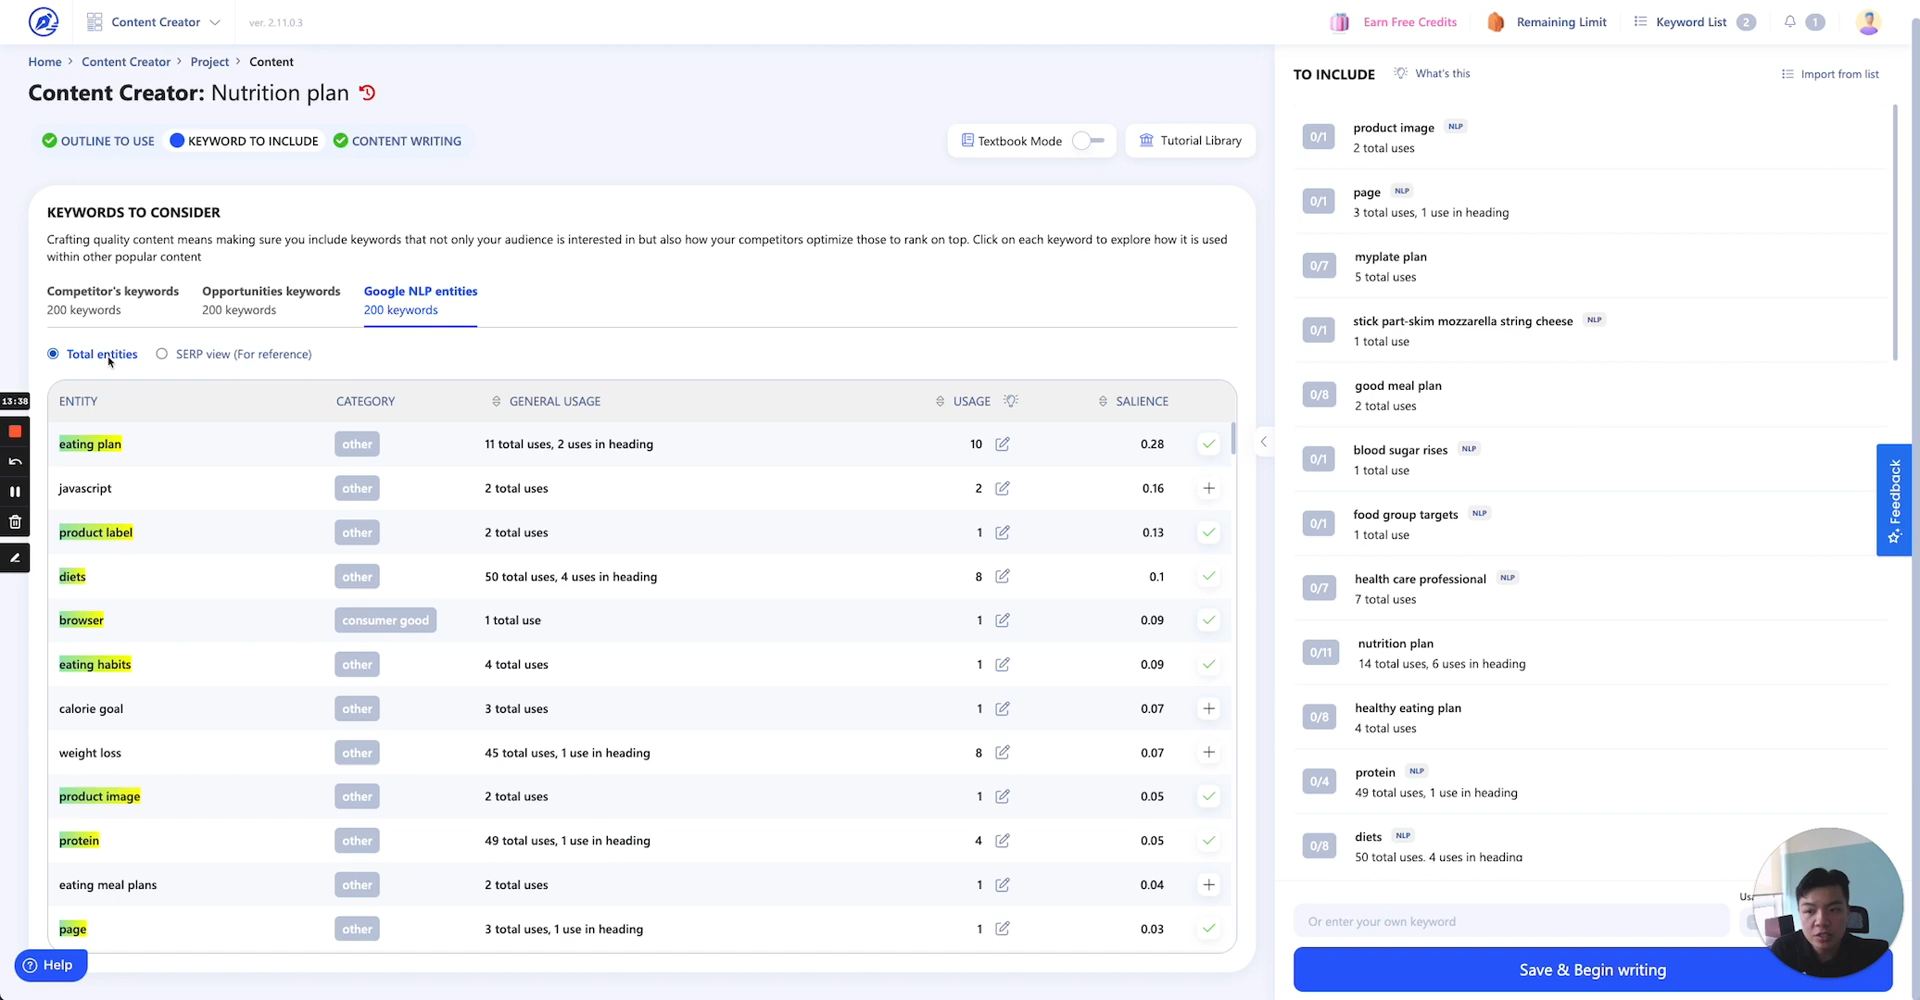 Content Creator
ver. 2.11.0.3
Earn Free Credits
Remaining Limit
Keyword List 2
1
Home > Content Creator > Project > Content
Content Creator: Nutrition plan
OUTLINE TO USE
KEYWORD TO INCLUDE
CONTENT WRITING
Textbook Mode
Tutorial Library
KEYWORDS TO CONSIDER
Crafting quality content means making sure you include keywords that not only your audience is interested in but also how your competitors optimize those to rank on top. Click on each keyword to explore how it is used
within other popular content
Competitor's keywords
200 keywords
Opportunities keywords
200 keywords
Google NLP entities
200 keywords
Total entities
SERP view (For reference)
ENTITY CATEGORY GENERAL USAGE USAGE SALIENCE
eating plan other 11 total uses, 2 uses in heading 10 0.28
javascript other 2 total uses 2 0.16
product label other 2 total uses 1 0.13
diets other 50 total uses, 4 uses in heading 8 0.1
browser consumer good 1 total use 1 0.09
eating habits other 4 total uses 1 0.09
calorie goal other 3 total uses 1 0.07
weight loss other 45 total uses, 1 use in heading 8 0.07
product image other 2 total uses 1 0.05
protein other 49 total uses, 1 use in heading 4 0.05
eating meal plans other 2 total uses 1 0.04
page other 3 total uses, 1 use in heading 1 0.03
13:38
Help
TO INCLUDE
What's this
Import from list
0/1 product image NLP
2 total uses
0/1 page NLP
3 total uses, 1 use in heading
0/7 myplate plan
5 total uses
0/1 stick part-skim mozzarella string cheese NLP
1 total use
0/8 good meal plan
2 total uses
0/1 blood sugar rises NLP
1 total use
0/1 food group targets NLP
1 total use
0/7 health care professional NLP
7 total uses
0/11 nutrition plan
14 total uses, 6 uses in heading
0/8 healthy eating plan
4 total uses
0/4 protein NLP
49 total uses, 1 use in heading
0/8 diets NLP
50 total uses, 4 uses in heading
Or enter your own keyword
Save & Begin writing
Feedback